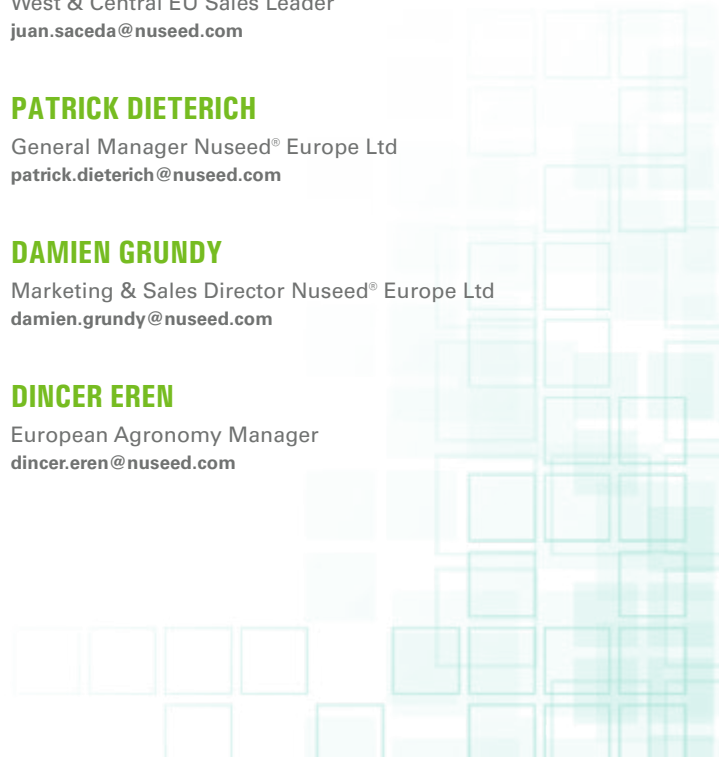 West & Central EU Sales Leader
juan.saceda@nuseed.com
PATRICK DIETERICH
General Manager Nuseed® Europe Ltd
patrick.dieterich@nuseed.com
DAMIEN GRUNDY
Marketing & Sales Director Nuseed® Europe Ltd
damien.grundy@nuseed.com
DINCER EREN
European Agronomy Manager
dincer.eren@nuseed.com